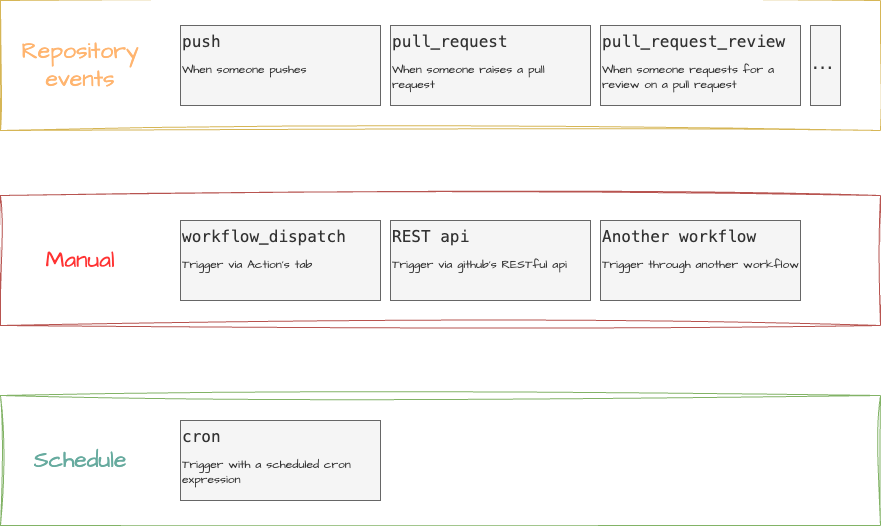 Repository
events
push
When someone pushes
pull_request
When someone raises a pull
request
pull_request_review
When someone requests for a
review on a pull request
...
Manual
workflow_dispatch
Trigger via Action's tab
REST api
Trigger via github's RESTful api
Another workflow
Trigger through another workflow
Schedule
cron
Trigger with a scheduled cron
expression